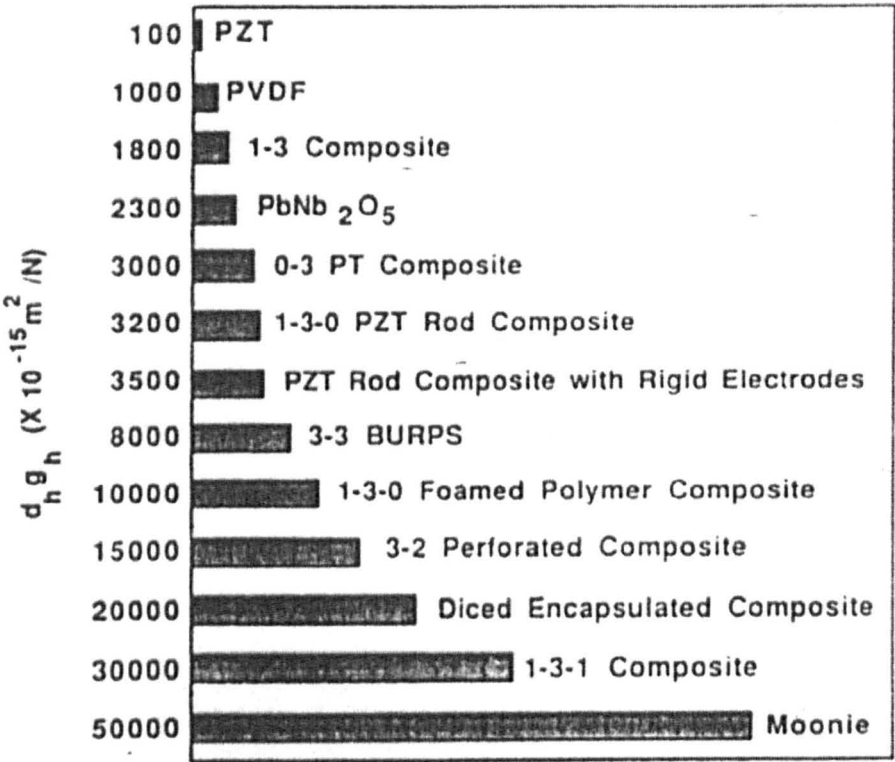 100 PZT
1000 PVDF
1800 1-3 Composite
2300 PbNb 2O5
3000 0-3 PT Composite
3200 1-3-0 PZT Rod Composite
3500 PZT Rod Composite with Rigid Electrodes
8000 3-3 BURPS
10000 1-3-0 Foamed Polymer Composite
15000 3-2 Perforated Composite
20000 Diced Encapsulated Composite
30000 1-3-1 Composite
50000 Moonie
dhgh (X 10-15m2/N)